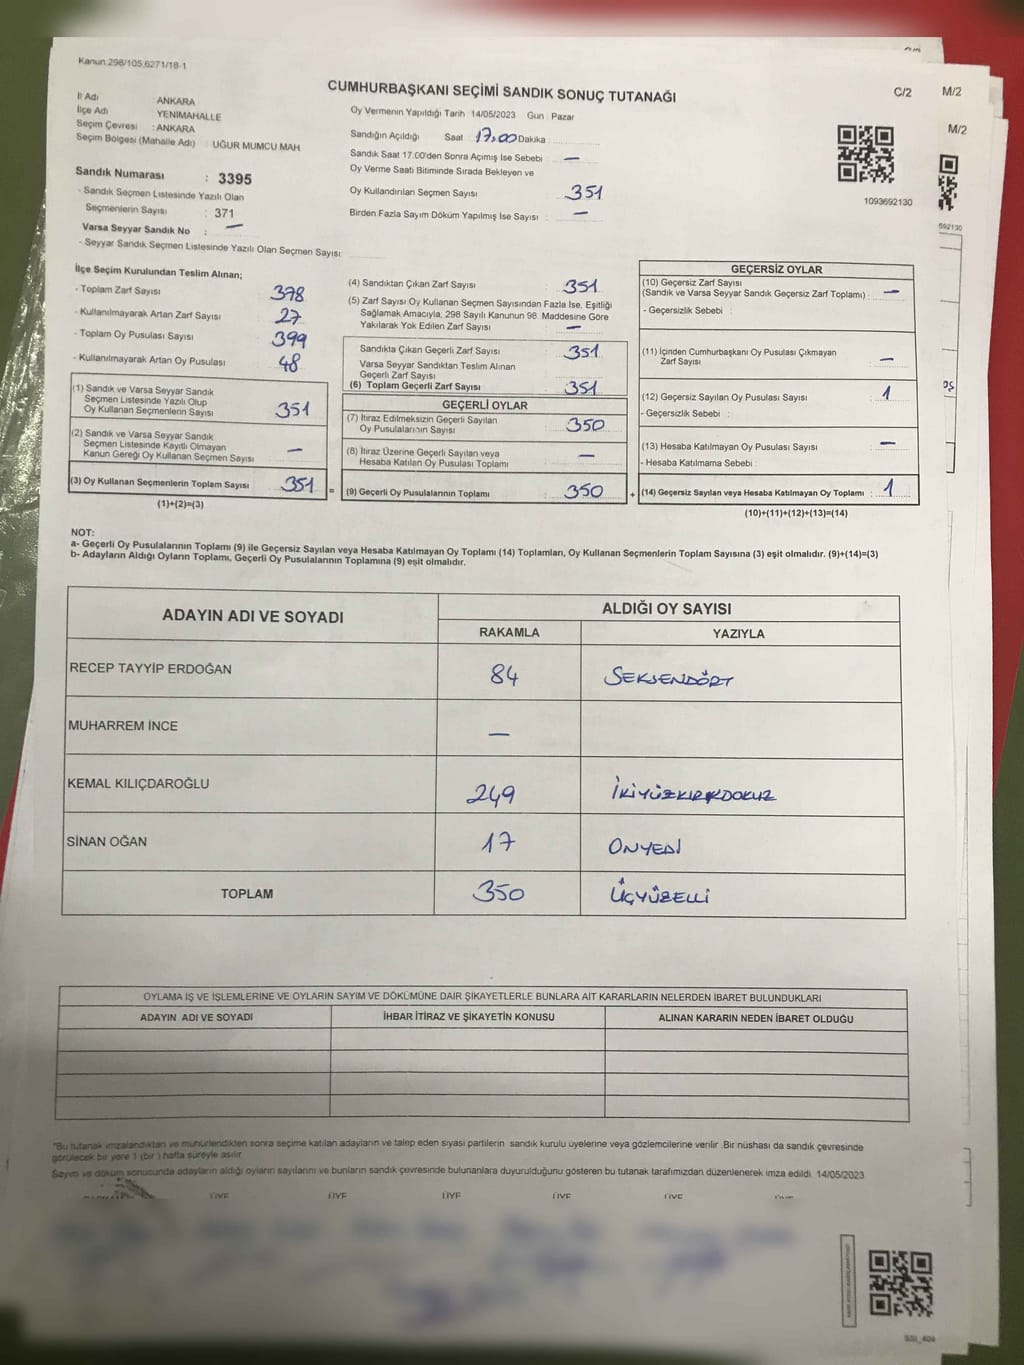 Kanun:298/105,6271/18-1
CUMHURBAŞKANI SEÇİMİ SANDIK SONUÇ TUTANAĞI
C/2
M/2
M/2
İl Adı ANKARA
İlçe Adı YENİMAHALLE
Seçim Çevresi : ANKARA
Seçim Bölgesi (Mahalle Adı) UĞUR MUMCU MAH
Oy Vermenin Yapıldığı Tarih 14/05/2023 Gün Pazar
Sandığın Açıldığı Saat 17.00 Dakika
Sandık Saat 17.00'den Sonra Açımış İse Sebebi : —
Oy Verme Saati Bitiminde Sırada Bekleyen ve
Oy Kullandırılan Seçmen Sayısı : 351
Birden Fazla Sayım Döküm Yapılmış İse Sayısı : —
1093692130
692130
Sandık Numarası : 3395
- Sandık Seçmen Listesinde Yazılı Olan
Seçmenlerin Sayısı : 371
Varsa Seyyar Sandık No : —
- Seyyar Sandık Seçmen Listesinde Yazılı Olan Seçmen Sayısı:
İlçe Seçim Kurulundan Teslim Alınan;
- Toplam Zarf Sayısı 378
- Kullanılmayarak Artan Zarf Sayısı 27
- Toplam Oy Pusulası Sayısı 399
- Kullanılmayarak Artan Oy Pusulası 48
(1) Sandık ve Varsa Seyyar Sandık
Seçmen Listesinde Yazılı Olup
Oy Kullanan Seçmenlerin Sayısı 351
(2) Sandık ve Varsa Seyyar Sandık
Seçmen Listesinde Kayıtlı Olmayan
Kanun Gereği Oy Kullanan Seçmen Sayısı —
(3) Oy Kullanan Seçmenlerin Toplam Sayısı 351 =
(1)+(2)=(3)
(4) Sandıktan Çıkan Zarf Sayısı : 351
(5) Zarf Sayısı Oy Kullanan Seçmen Sayısından Fazla İse, Eşitliği
Sağlamak Amacıyla, 298 Sayılı Kanunun 98. Maddesine Göre
Yakılarak Yok Edilen Zarf Sayısı : —
Sandıkta Çıkan Geçerli Zarf Sayısı : 351
Varsa Seyyar Sandıktan Teslim Alınan
Geçerli Zarf Sayısı
(6) Toplam Geçerli Zarf Sayısı : 351
GEÇERLİ OYLAR
(7) İtiraz Edilmeksizin Geçerli Sayılan
Oy Pusulalarının Sayısı : 350
(8) İtiraz Üzerine Geçerli Sayılan veya
Hesaba Katılan Oy Pusulası Toplamı : —
(9) Geçerli Oy Pusulalarının Toplamı : 350 +
GEÇERSİZ OYLAR
(10) Geçersiz Zarf Sayısı
(Sandık ve Varsa Seyyar Sandık Geçersiz Zarf Toplamı) : —
- Geçersizlik Sebebi :
(11) İçinden Cumhurbaşkanı Oy Pusulası Çıkmayan
Zarf Sayısı : —
(12) Geçersiz Sayılan Oy Pusulası Sayısı : 1
- Geçersizlik Sebebi :
(13) Hesaba Katılmayan Oy Pusulası Sayısı : —
- Hesaba Katılmama Sebebi :
(14) Geçersiz Sayılan veya Hesaba Katılmayan Oy Toplamı : 1
(10)+(11)+(12)+(13)=(14)
NOT:
a- Geçerli Oy Pusulalarının Toplamı (9) ile Geçersiz Sayılan veya Hesaba Katılmayan Oy Toplamı (14) Toplamları, Oy Kullanan Seçmenlerin Toplam Sayısına (3) eşit olmalıdır. (9)+(14)=(3)
b- Adayların Aldığı Oyların Toplamı, Geçerli Oy Pusulalarının Toplamına (9) eşit olmalıdır.
ADAYIN ADI VE SOYADI
ALDIĞI OY SAYISI
RAKAMLA YAZIYLA
RECEP TAYYİP ERDOĞAN 84 SEKSENDÖRT
MUHARREM İNCE —
KEMAL KILIÇDAROĞLU 249 İKİYÜZKIRKDOKUZ
SİNAN OĞAN 17 ONYEDİ
TOPLAM 350 ÜÇYÜZELLİ
OYLAMA İŞ VE İŞLEMLERİNE VE OYLARIN SAYIM VE DÖKÜMÜNE DAİR ŞİKAYETLERLE BUNLARA AİT KARARLARIN NELERDEN İBARET BULUNDUKLARI
ADAYIN ADI VE SOYADI İHBAR İTİRAZ VE ŞİKAYETİN KONUSU ALINAN KARARIN NEDEN İBARET OLDUĞU
*Bu tutanak imzalandıktan ve mühürlendikten sonra seçime katılan adayların ve talep eden siyasi partilerin sandık kurulu üyelerine veya gözlemcilerine verilir. Bir nüshası da sandık çevresinde
görülecek bir yere 1 (bir) hafta süreyle asılır
Sayım ve döküm sonucunda adayların aldığı oyların sayılarını ve bunların sandık çevresinde bulunanlara duyurulduğunu gösteren bu tutanak tarafımızdan düzenlenerek imza edildi. 14/05/2023
ÜYE ÜYE ÜYE ÜYE ÜYE ÜYE